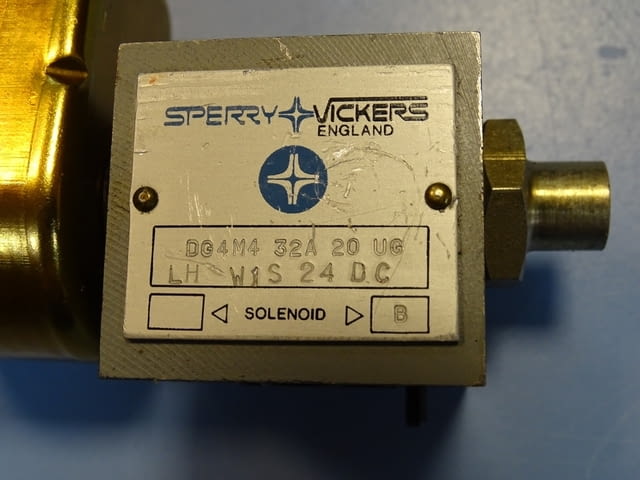 SPERRY VICKERS
ENGLAND
DG4M4 32A 20 UG
LH W1S 24 DC
◁ SOLENOID ▷ B